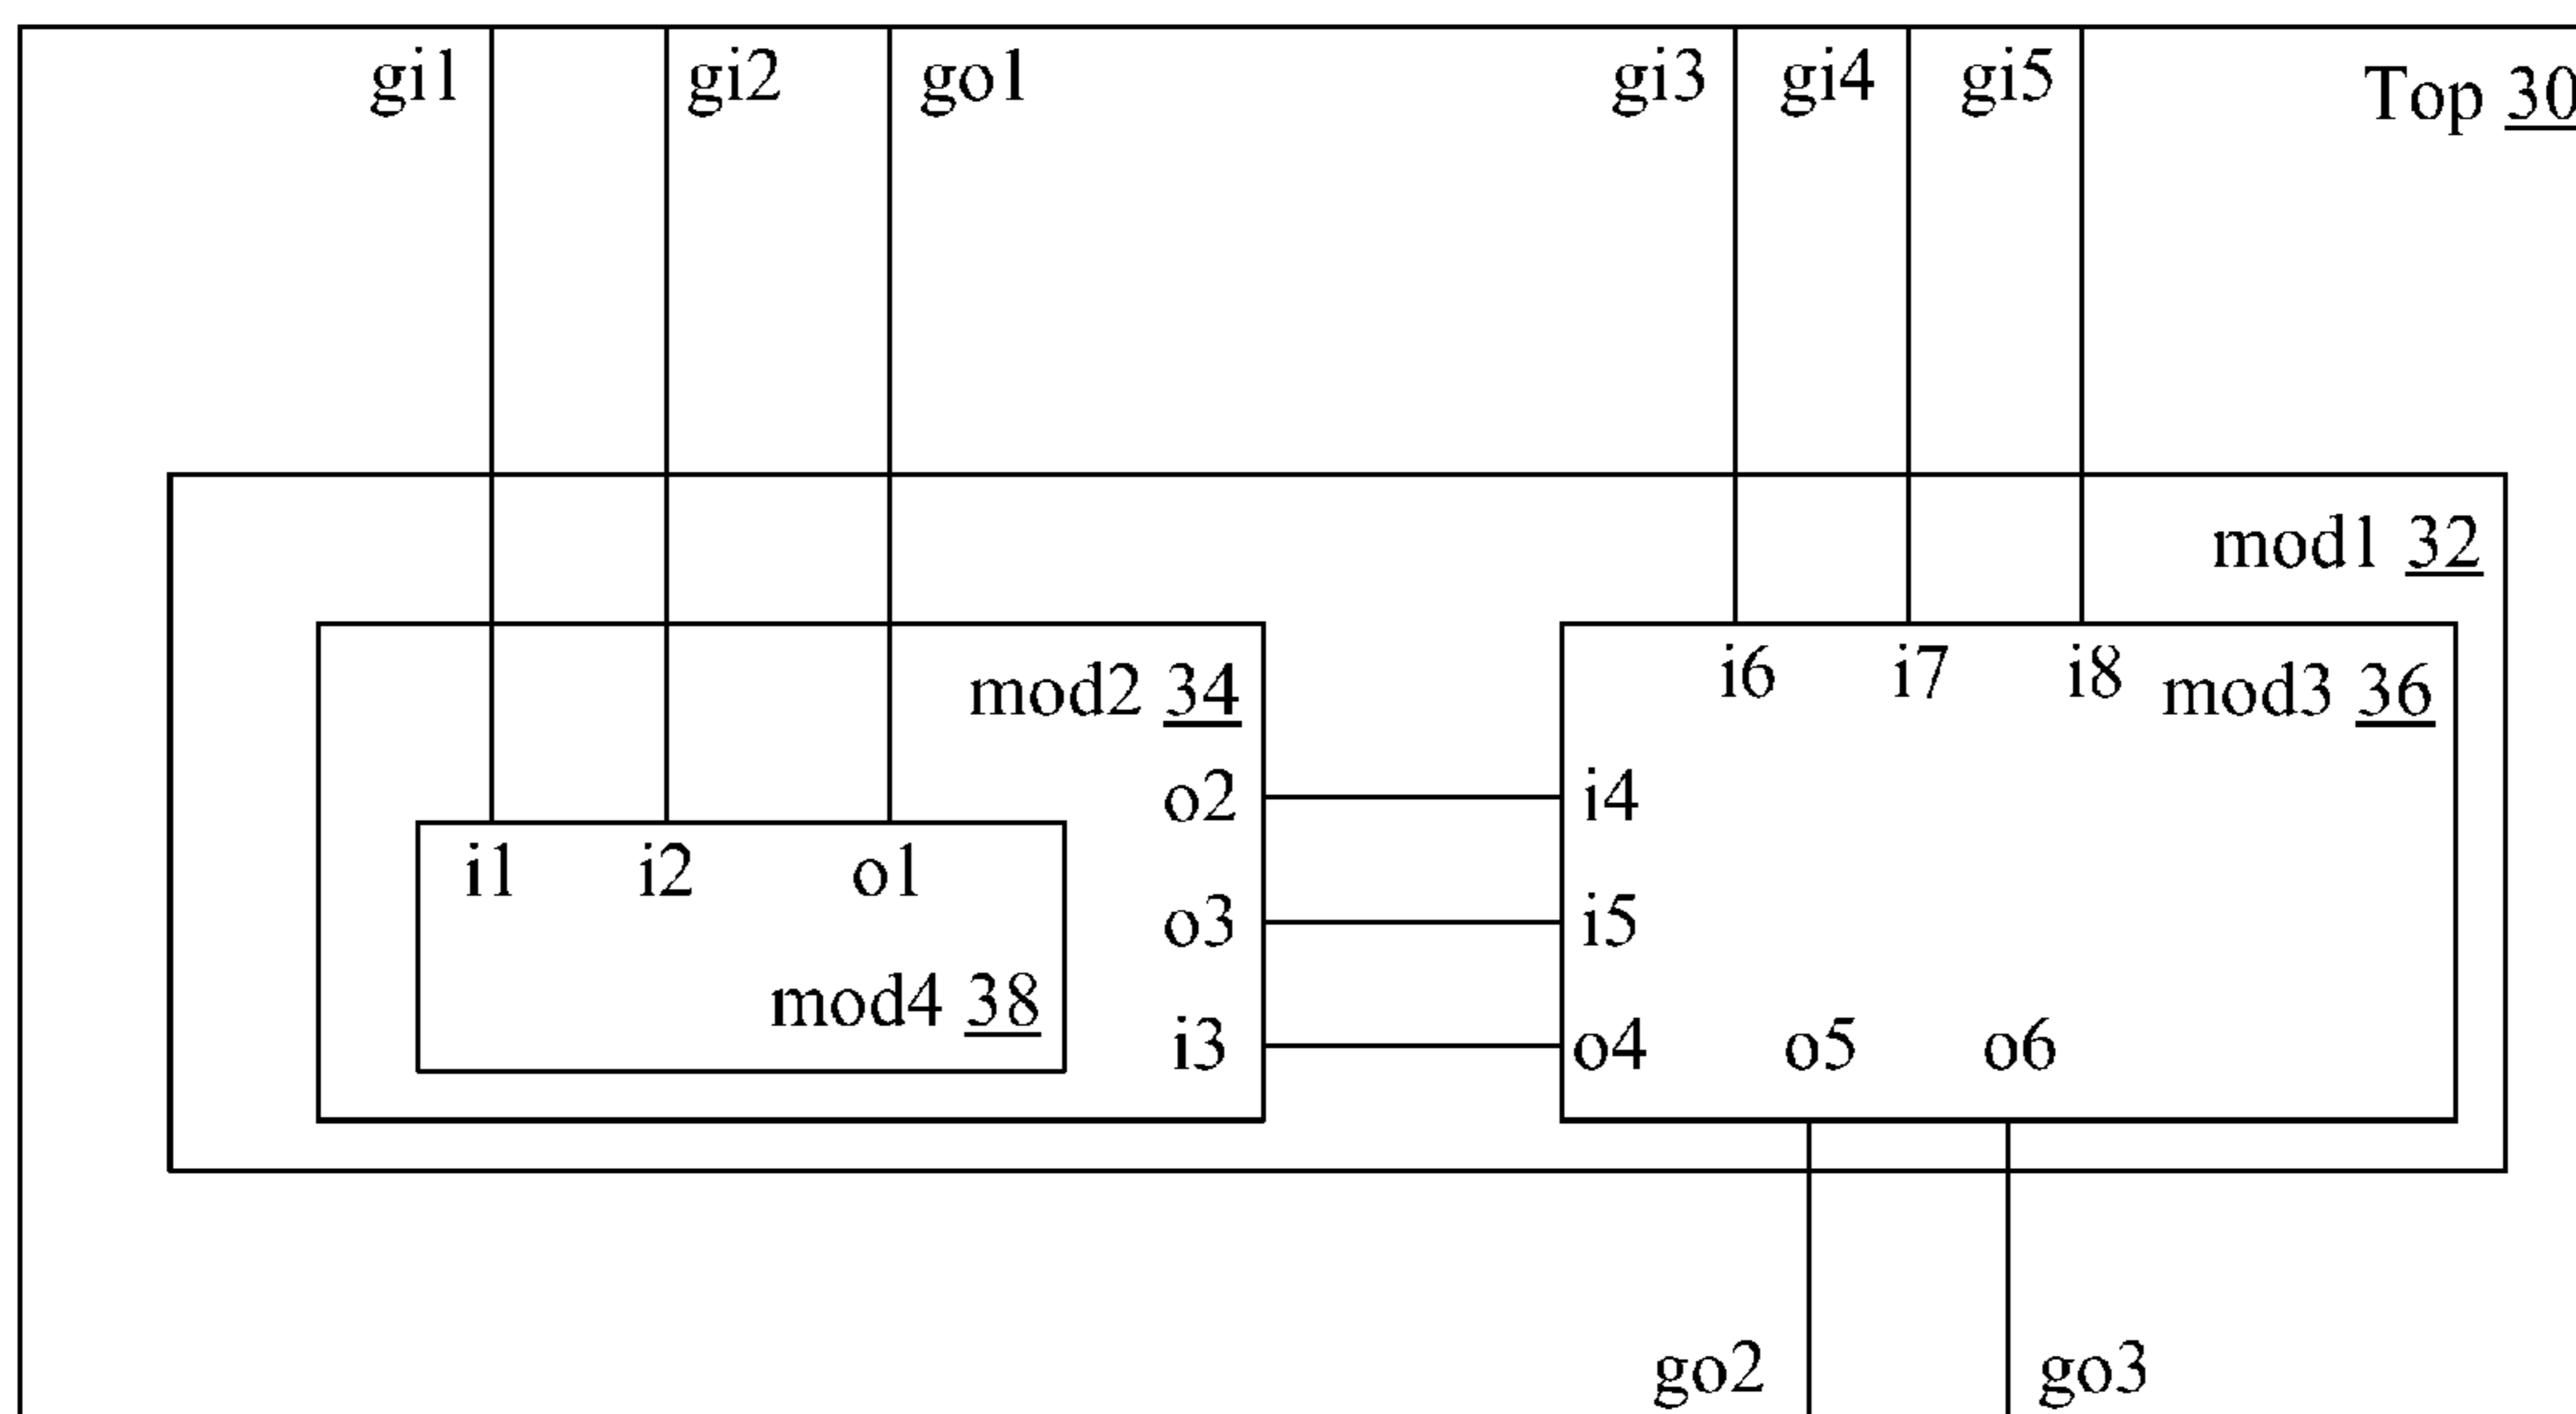 gi1 gi2 go1 gi3 gi4 gi5 Top 30
mod1 32
i6 i7 i8 mod3 36
mod2 34
o2 i4
i1 i2 o1
o3 i5
mod4 38
i3 o4 o5 o6
go2 go3